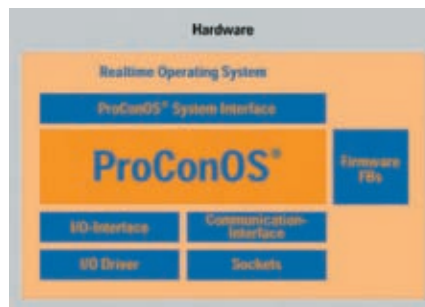 Hardware
Realtime Operating System
ProConOS® System Interface
ProConOS®
Firmware
FBs
I/O-Interface
Communication-
Interface
I/O Driver
Sockets